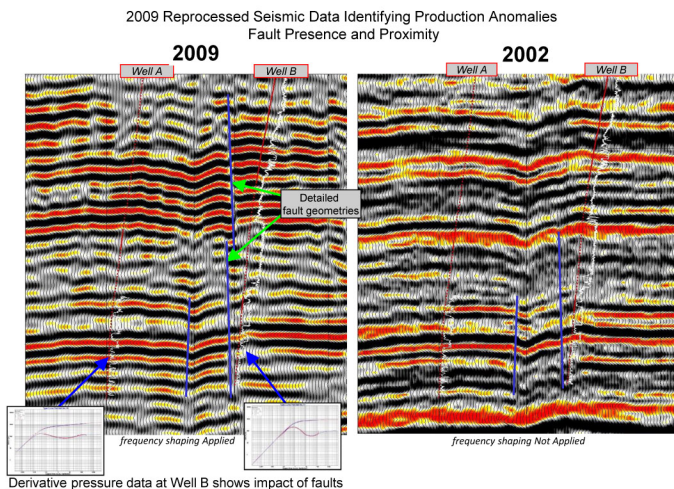 2009 Reprocessed Seismic Data Identifying Production Anomalies
Fault Presence and Proximity
2009
2002
Well A
Well B
Well A
Well B
Detailed
fault geometries
frequency shaping Applied
frequency shaping Not Applied
Derivative pressure data at Well B shows impact of faults